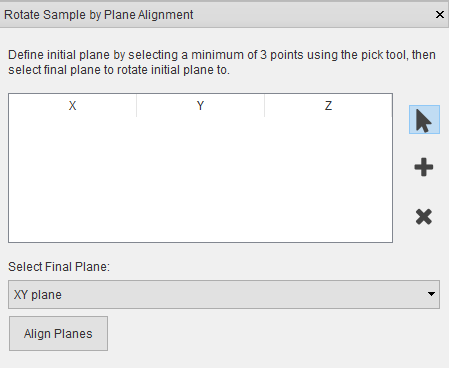 Rotate Sample by Plane Alignment
Define initial plane by selecting a minimum of 3 points using the pick tool, then
select final plane to rotate initial plane to.
X Y Z
Select Final Plane:
XY plane
Align Planes